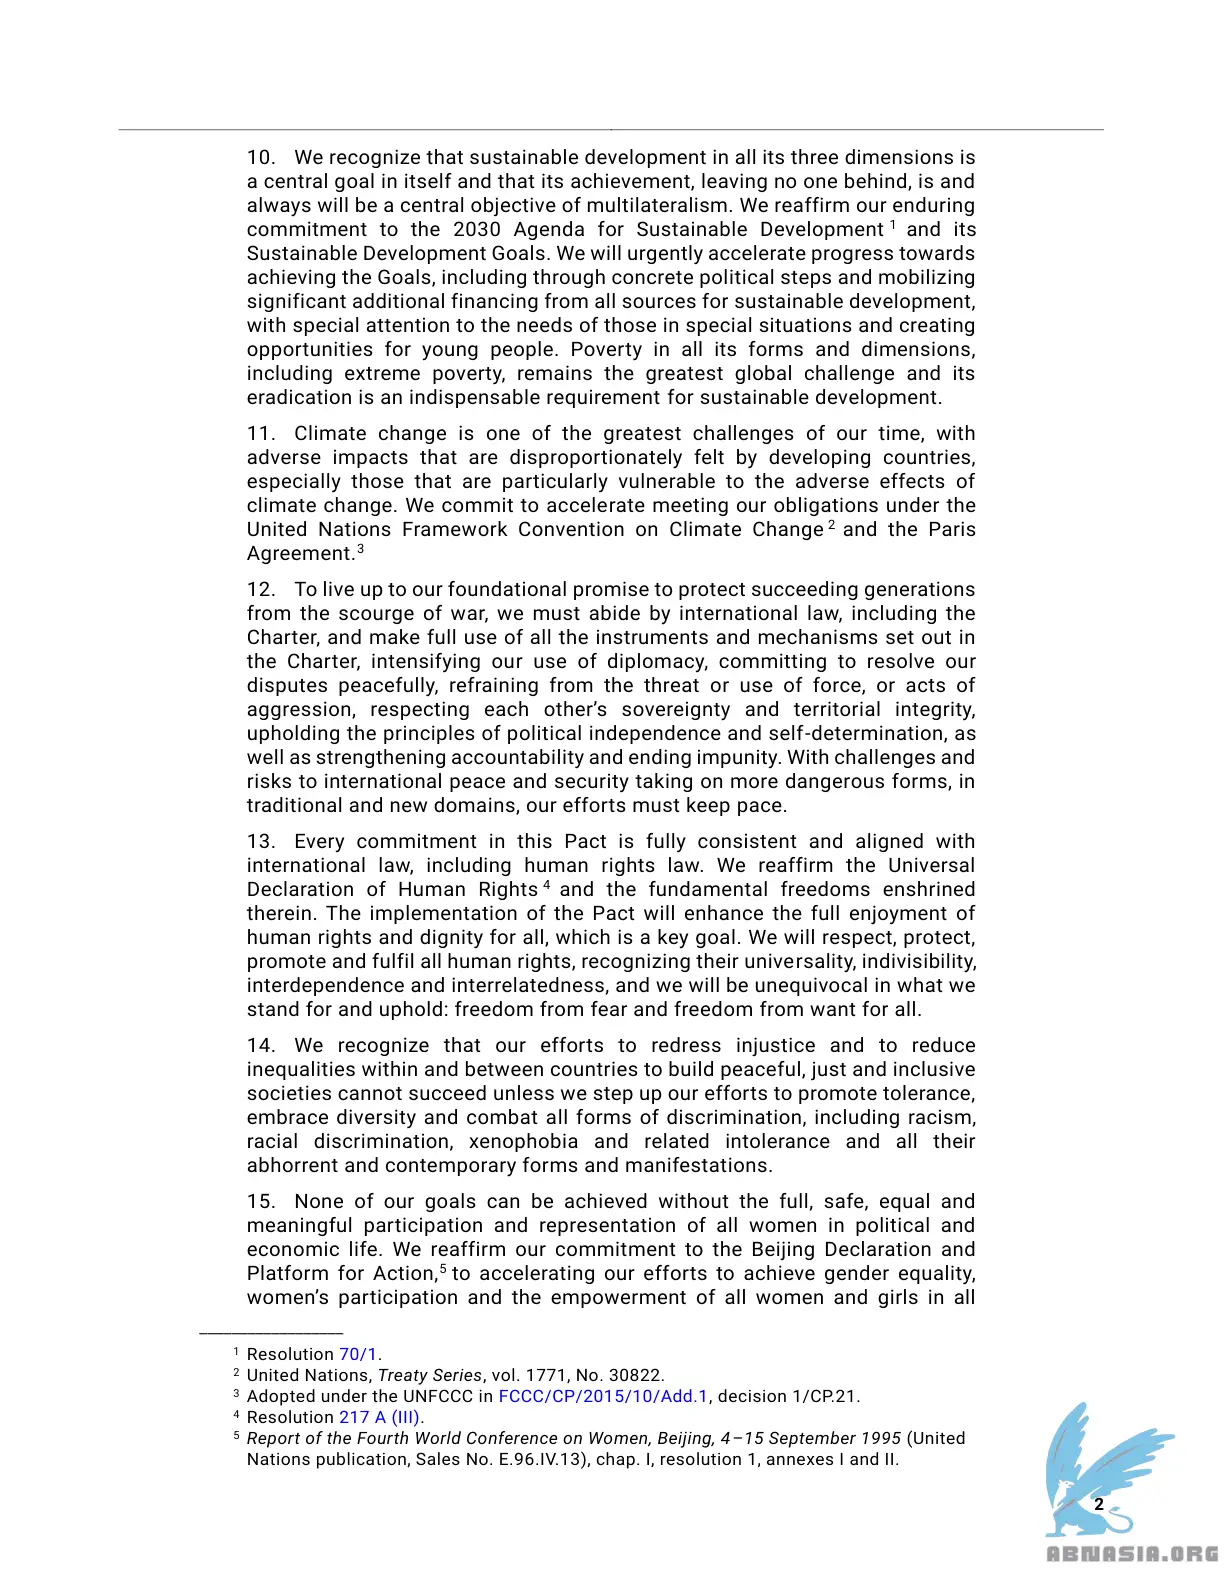 10. We recognize that sustainable development in all its three dimensions is
a central goal in itself and that its achievement, leaving no one behind, is and
always will be a central objective of multilateralism. We reaffirm our enduring
commitment to the 2030 Agenda for Sustainable Development 1 and its
Sustainable Development Goals. We will urgently accelerate progress towards
achieving the Goals, including through concrete political steps and mobilizing
significant additional financing from all sources for sustainable development,
with special attention to the needs of those in special situations and creating
opportunities for young people. Poverty in all its forms and dimensions,
including extreme poverty, remains the greatest global challenge and its
eradication is an indispensable requirement for sustainable development.
11. Climate change is one of the greatest challenges of our time, with
adverse impacts that are disproportionately felt by developing countries,
especially those that are particularly vulnerable to the adverse effects of
climate change. We commit to accelerate meeting our obligations under the
United Nations Framework Convention on Climate Change 2 and the Paris
Agreement.3
12. To live up to our foundational promise to protect succeeding generations
from the scourge of war, we must abide by international law, including the
Charter, and make full use of all the instruments and mechanisms set out in
the Charter, intensifying our use of diplomacy, committing to resolve our
disputes peacefully, refraining from the threat or use of force, or acts of
aggression, respecting each other’s sovereignty and territorial integrity,
upholding the principles of political independence and self-determination, as
well as strengthening accountability and ending impunity. With challenges and
risks to international peace and security taking on more dangerous forms, in
traditional and new domains, our efforts must keep pace.
13. Every commitment in this Pact is fully consistent and aligned with
international law, including human rights law. We reaffirm the Universal
Declaration of Human Rights 4 and the fundamental freedoms enshrined
therein. The implementation of the Pact will enhance the full enjoyment of
human rights and dignity for all, which is a key goal. We will respect, protect,
promote and fulfil all human rights, recognizing their universality, indivisibility,
interdependence and interrelatedness, and we will be unequivocal in what we
stand for and uphold: freedom from fear and freedom from want for all.
14. We recognize that our efforts to redress injustice and to reduce
inequalities within and between countries to build peaceful, just and inclusive
societies cannot succeed unless we step up our efforts to promote tolerance,
embrace diversity and combat all forms of discrimination, including racism,
racial discrimination, xenophobia and related intolerance and all their
abhorrent and contemporary forms and manifestations.
15. None of our goals can be achieved without the full, safe, equal and
meaningful participation and representation of all women in political and
economic life. We reaffirm our commitment to the Beijing Declaration and
Platform for Action,5 to accelerating our efforts to achieve gender equality,
women’s participation and the empowerment of all women and girls in all
1 Resolution 70/1.
2 United Nations, Treaty Series, vol. 1771, No. 30822.
3 Adopted under the UNFCCC in FCCC/CP/2015/10/Add.1, decision 1/CP.21.
4 Resolution 217 A (III).
5 Report of the Fourth World Conference on Women, Beijing, 4–15 September 1995 (United
Nations publication, Sales No. E.96.IV.13), chap. I, resolution 1, annexes I and II.
2
ABNASIA.ORG